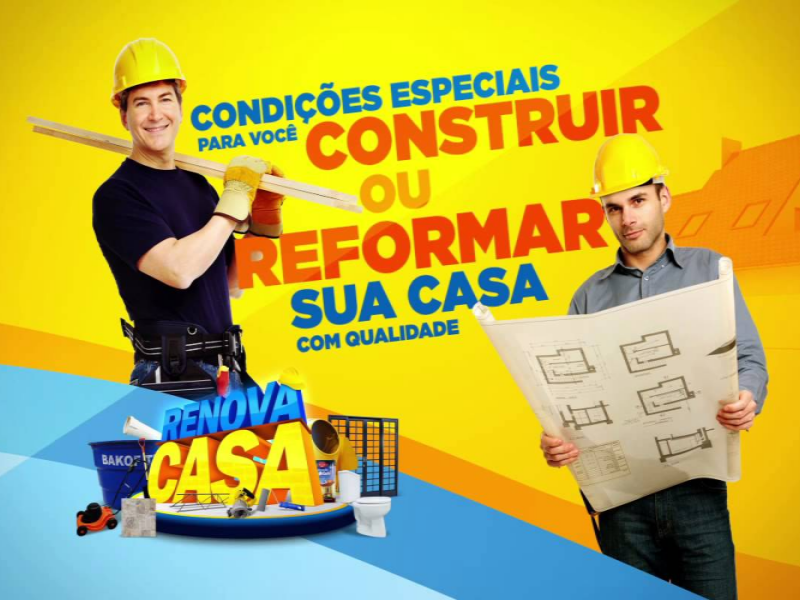 CONDIÇÕES ESPECIAIS
PARA VOCÊ CONSTRUIR
OU
REFORMAR
SUA CASA
COM QUALIDADE
RENOVA
CASA